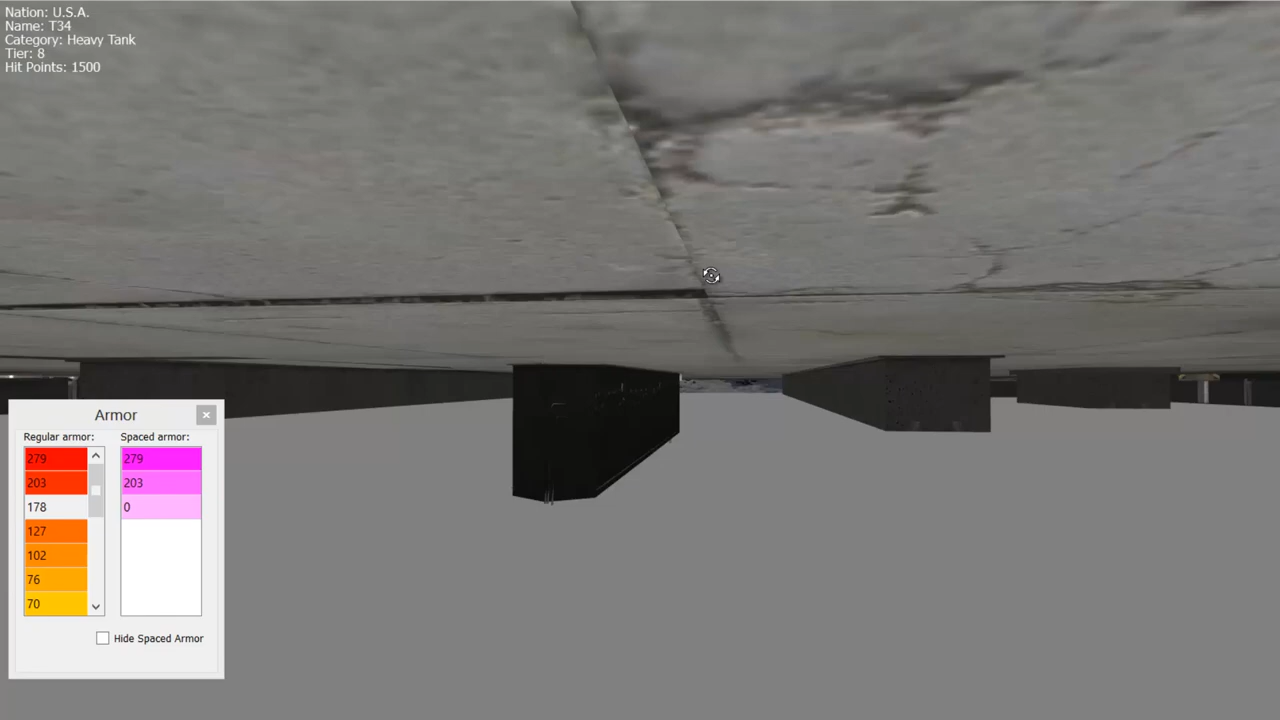 Nation: U.S.A.
Name: T34
Category: Heavy Tank
Tier: 8
Hit Points: 1500
Armor
Regular armor: Spaced armor:
279 279
203 203
178 0
127
102
76
70
Hide Spaced Armor